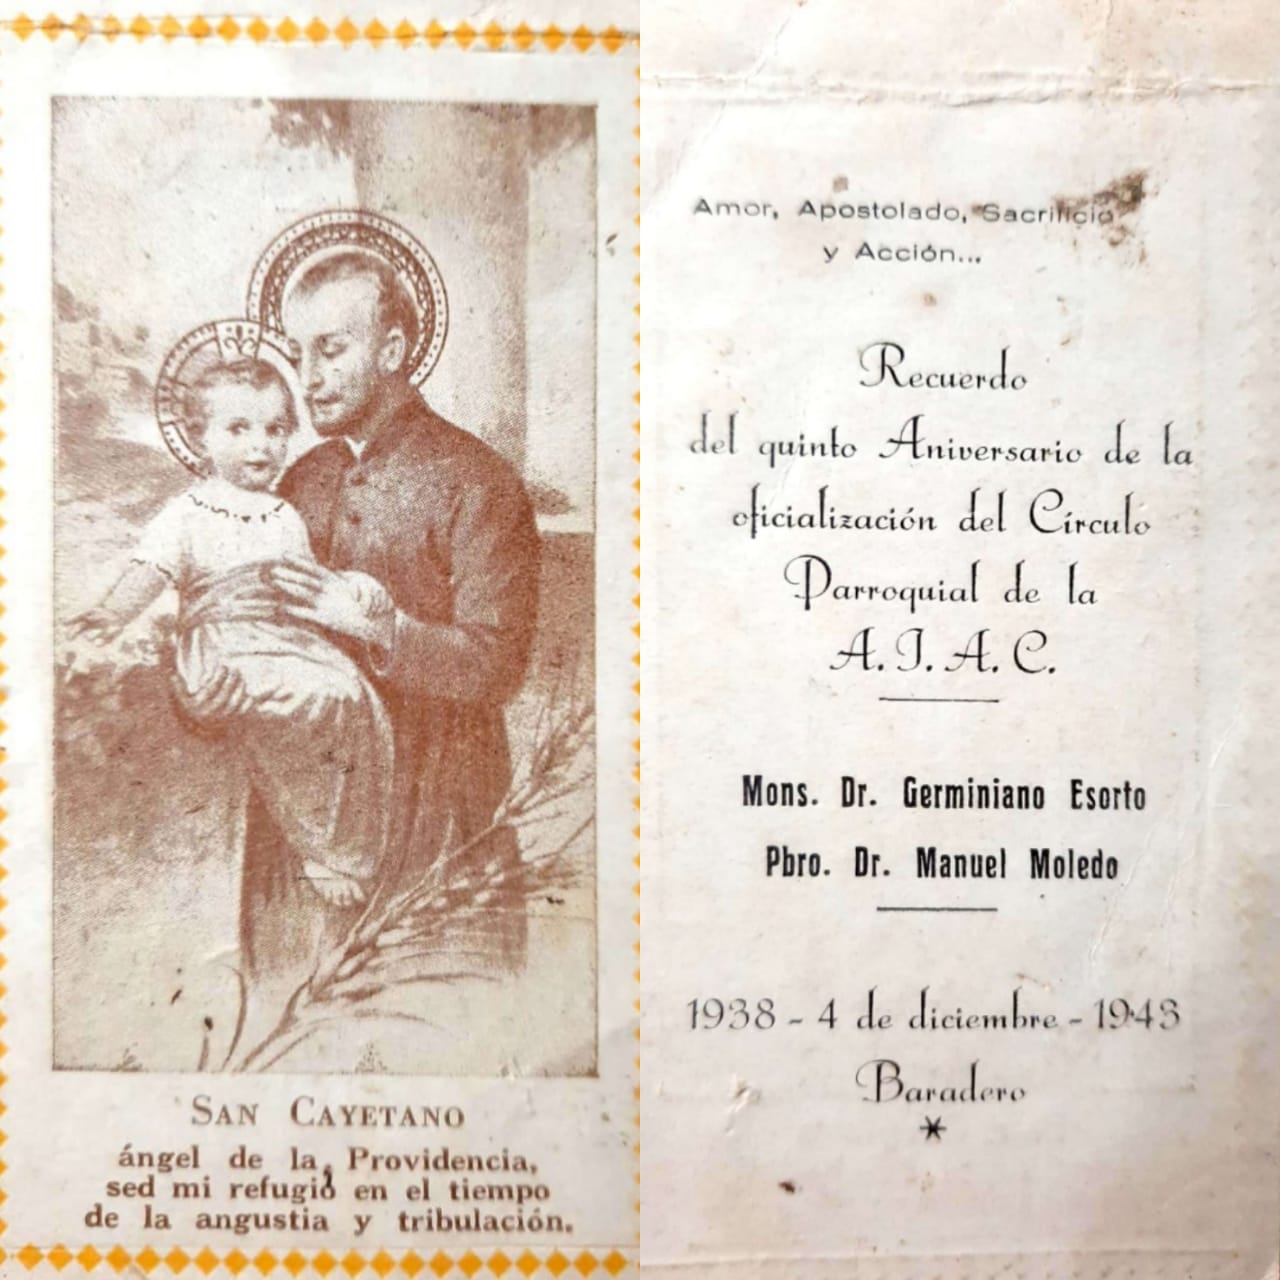 SAN CAYETANO
ángel de la Providencia,
sed mi refugio en el tiempo
de la angustia y tribulación.
Amor, Apostolado, Sacrificio
y Acción...
Recuerdo
del quinto Aniversario de la
oficialización del Círculo
Parroquial de la
A. J. A. C.
Mons. Dr. Germiniano Esorto
Pbro. Dr. Manuel Moledo
1938 - 4 de diciembre - 1943
Baradero